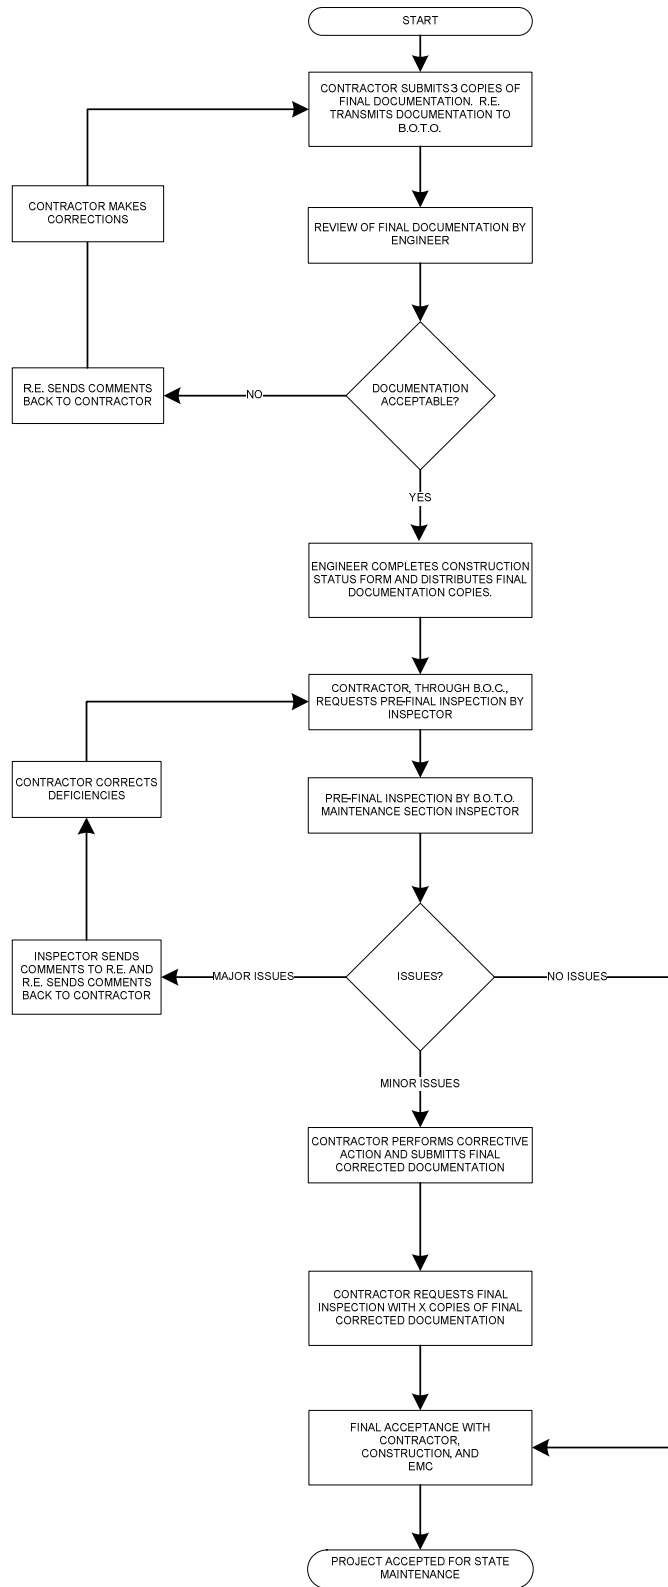 START
CONTRACTOR SUBMITS 3 COPIES OF
FINAL DOCUMENTATION. R.E.
TRANSMITS DOCUMENTATION TO
B.O.T.O.
CONTRACTOR MAKES
CORRECTIONS
REVIEW OF FINAL DOCUMENTATION BY
ENGINEER
R.E. SENDS COMMENTS
BACK TO CONTRACTOR
NO
DOCUMENTATION
ACCEPTABLE?
YES
ENGINEER COMPLETES CONSTRUCTION
STATUS FORM AND DISTRIBUTES FINAL
DOCUMENTATION COPIES.
CONTRACTOR, THROUGH B.O.C.,
REQUESTS PRE-FINAL INSPECTION BY
INSPECTOR
CONTRACTOR CORRECTS
DEFICIENCIES
PRE-FINAL INSPECTION BY B.O.T.O.
MAINTENANCE SECTION INSPECTOR
INSPECTOR SENDS
COMMENTS TO R.E. AND
R.E. SENDS COMMENTS
BACK TO CONTRACTOR
MAJOR ISSUES
ISSUES?
NO ISSUES
MINOR ISSUES
CONTRACTOR PERFORMS CORRECTIVE
ACTION AND SUBMITTS FINAL
CORRECTED DOCUMENTATION
CONTRACTOR REQUESTS FINAL
INSPECTION WITH X COPIES OF FINAL
CORRECTED DOCUMENTATION
FINAL ACCEPTANCE WITH
CONTRACTOR,
CONSTRUCTION, AND
EMC
PROJECT ACCEPTED FOR STATE
MAINTENANCE